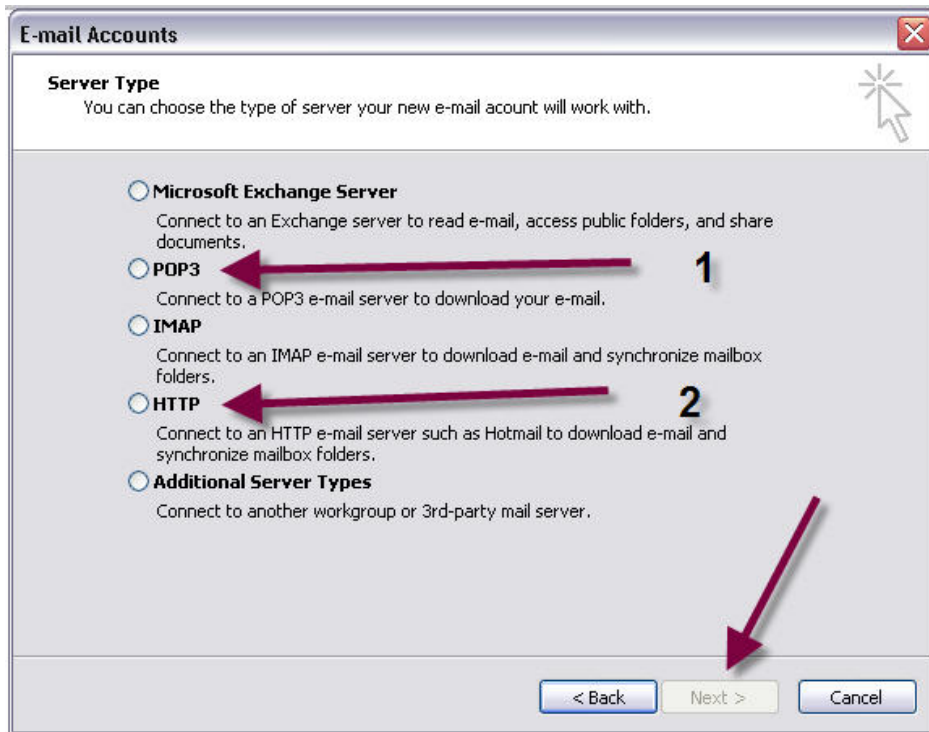 E-mail Accounts
Server Type
You can choose the type of server your new e-mail acount will work with.
Microsoft Exchange Server
Connect to an Exchange server to read e-mail, access public folders, and share
documents.
POP3
1
Connect to a POP3 e-mail server to download your e-mail.
IMAP
Connect to an IMAP e-mail server to download e-mail and synchronize mailbox
folders.
HTTP
2
Connect to an HTTP e-mail server such as Hotmail to download e-mail and
synchronize mailbox folders.
Additional Server Types
Connect to another workgroup or 3rd-party mail server.
< Back Next > Cancel